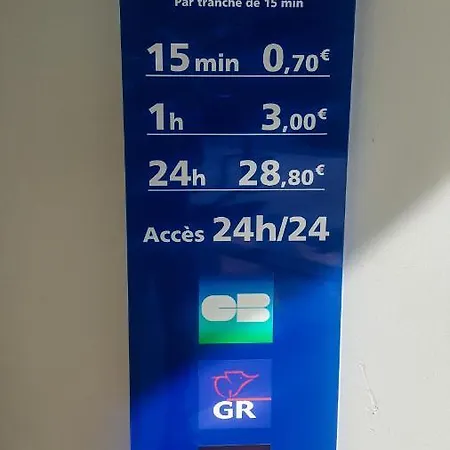 Par tranche de 15 min
15 min 0,70€
1h 3,00€
24h 28,80€
Accès 24h/24
CB
GR